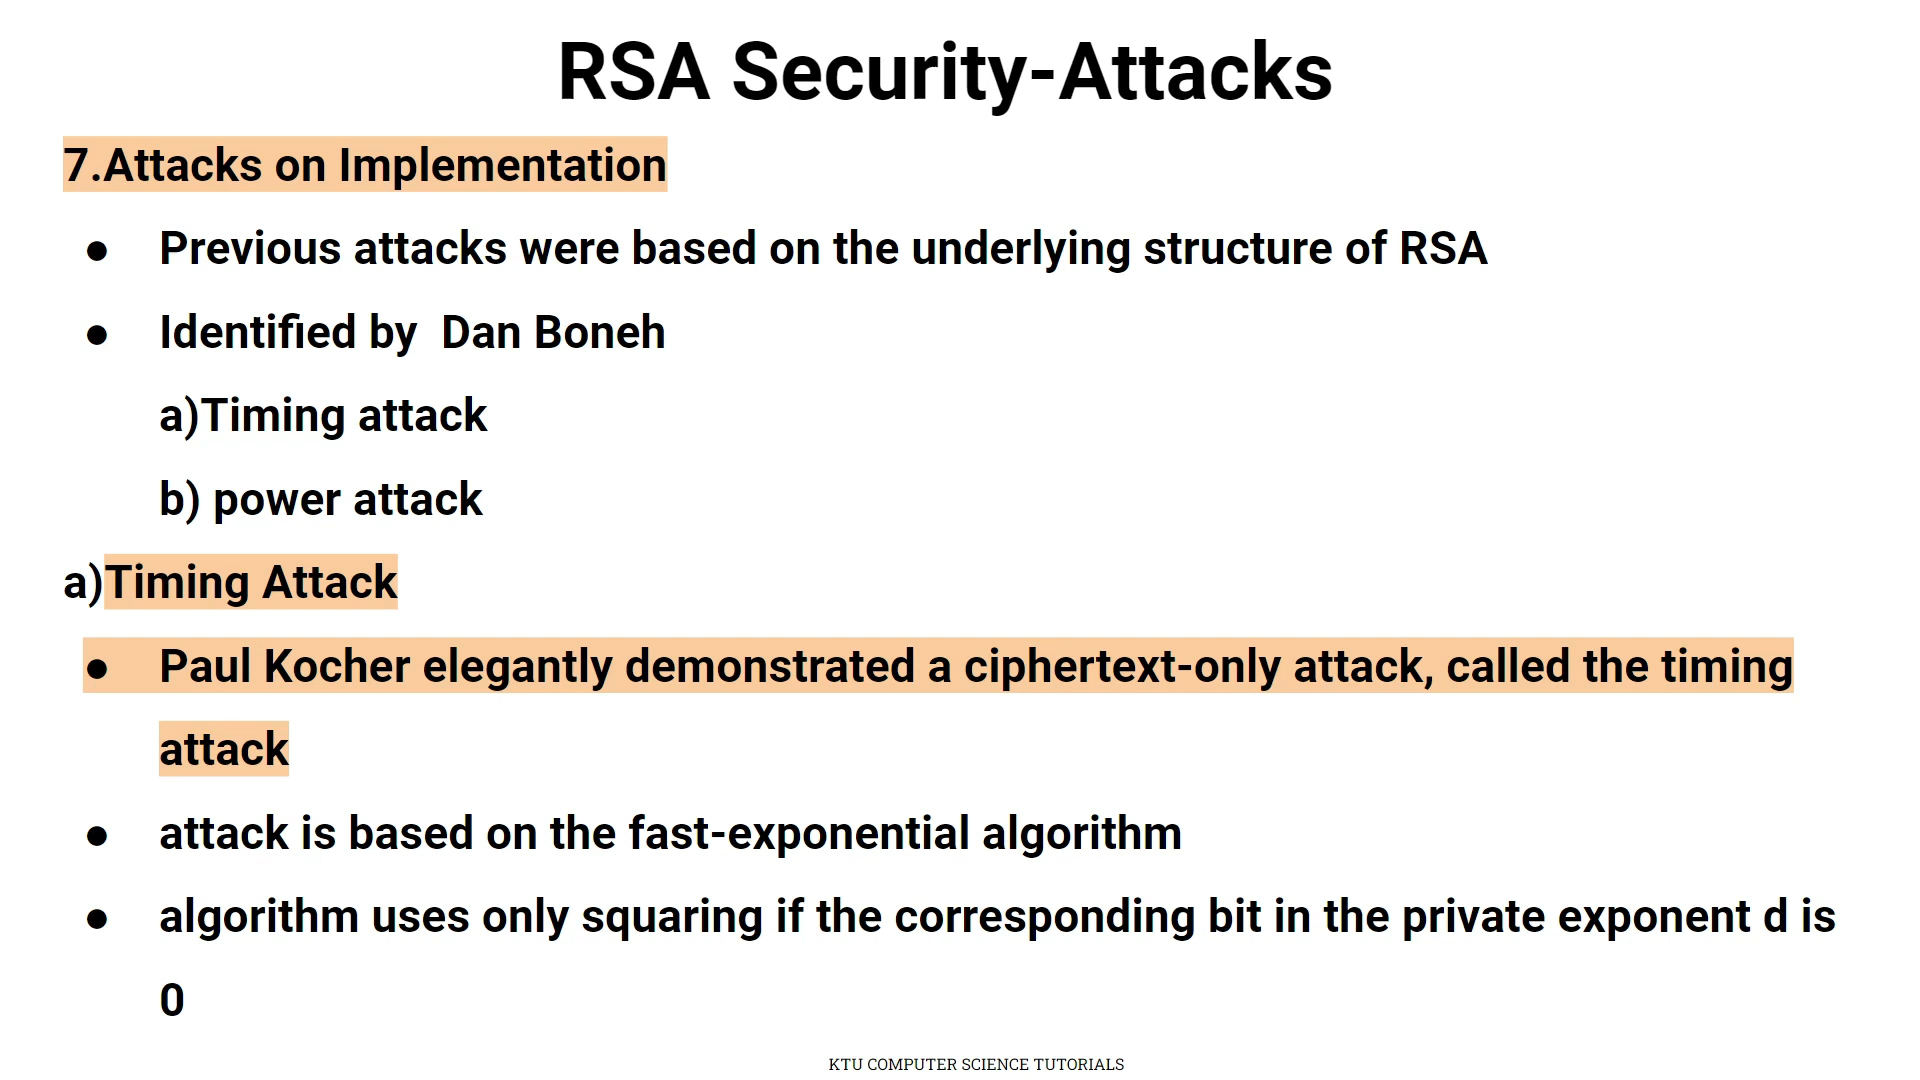 RSA Security-Attacks
7.Attacks on Implementation
● Previous attacks were based on the underlying structure of RSA
● Identified by  Dan Boneh
a)Timing attack
b) power attack
a)Timing Attack
● Paul Kocher elegantly demonstrated a ciphertext-only attack, called the timing
attack
● attack is based on the fast-exponential algorithm
● algorithm uses only squaring if the corresponding bit in the private exponent d is
0
KTU COMPUTER SCIENCE TUTORIALS